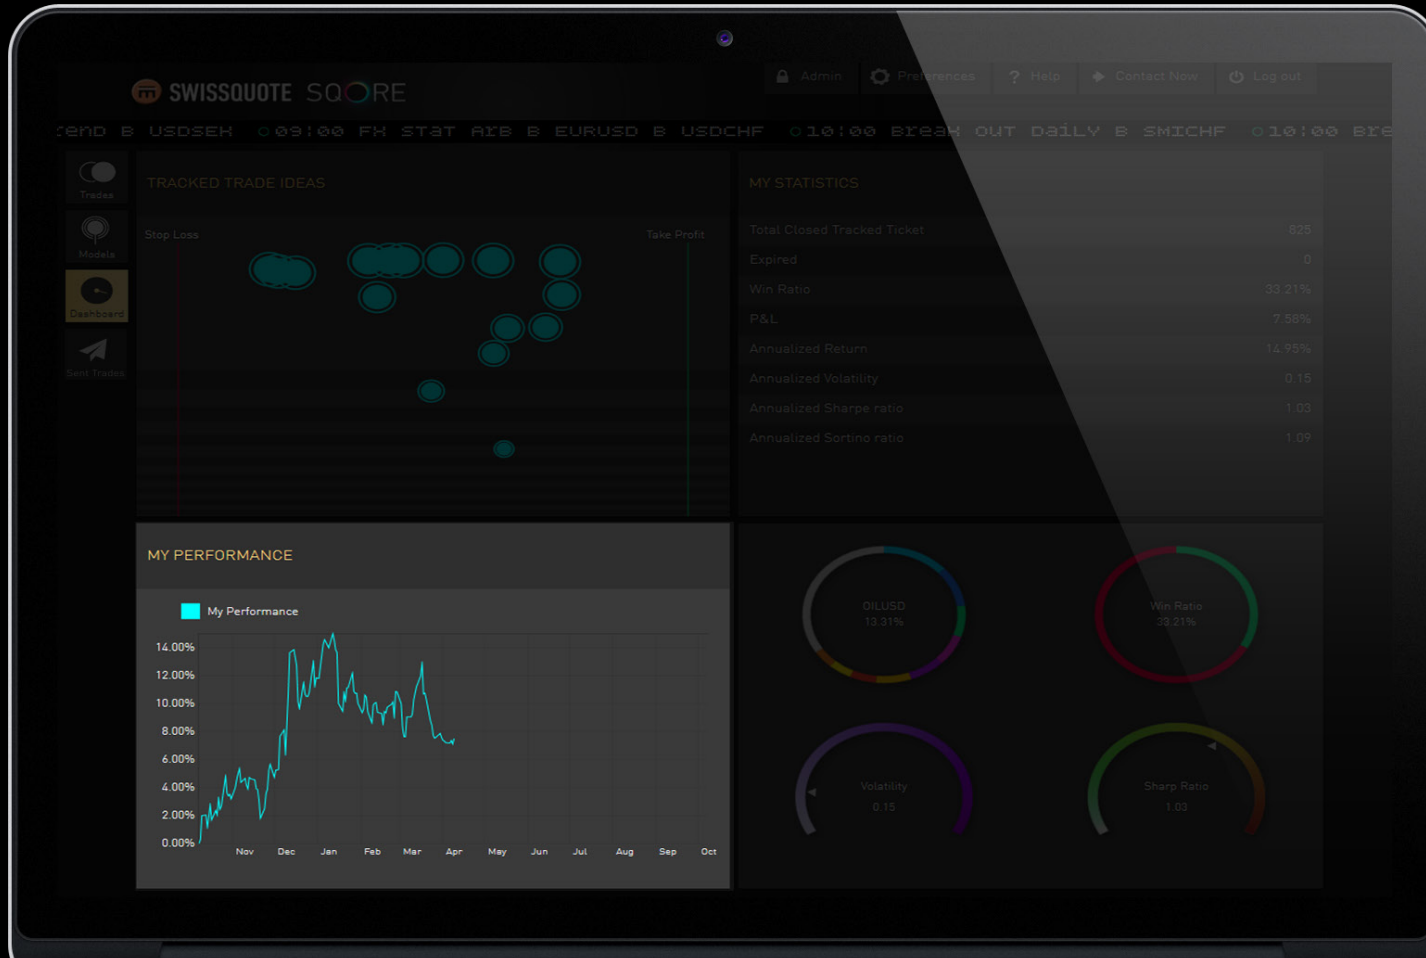 SWISSQUOTE SQORE
Admin
Preferences
? Help
Contact Now
Log out
rend B USDSEK 09:00 FX Stat Arb B EURUSD B USDCHF 10:00 Break Out Daily B SMICHF 10:00 Bre
Trades
Models
Dashboard
Sent Trades
TRACKED TRADE IDEAS
Stop Loss
Take Profit
MY STATISTICS
Total Closed Tracked Ticket 825
Expired 0
Win Ratio 33.21%
P&L 7.58%
Annualized Return 14.95%
Annualized Volatility 0.15
Annualized Sharpe ratio 1.03
Annualized Sortino ratio 1.09
MY PERFORMANCE
My Performance
14.00%
12.00%
10.00%
8.00%
6.00%
4.00%
2.00%
0.00%
Nov Dec Jan Feb Mar Apr May Jun Jul Aug Sep Oct
OILUSD
13.31%
Win Ratio
33.21%
Volatility
0.15
Sharp Ratio
1.03